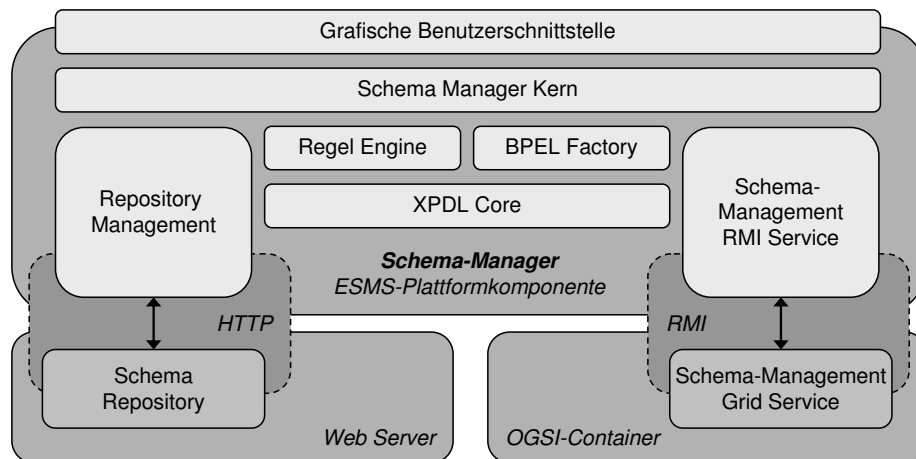 Grafische Benutzerschnittstelle
Schema Manager Kern
Regel Engine
BPEL Factory
Repository
Management
XPDL Core
Schema-
Management
RMI Service
Schema-Manager
ESMS-Plattformkomponente
HTTP
RMI
Schema
Repository
Schema-Management
Grid Service
Web Server
OGSI-Container